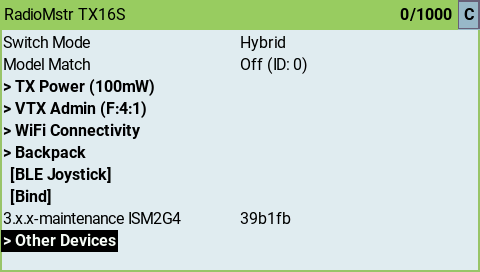 RadioMstr TX16S 0/1000 C
Switch Mode Hybrid
Model Match Off (ID: 0)
> TX Power (100mW)
> VTX Admin (F:4:1)
> WiFi Connectivity
> Backpack
[BLE Joystick]
[Bind]
3.x.x-maintenance ISM2G4 39b1fb
> Other Devices